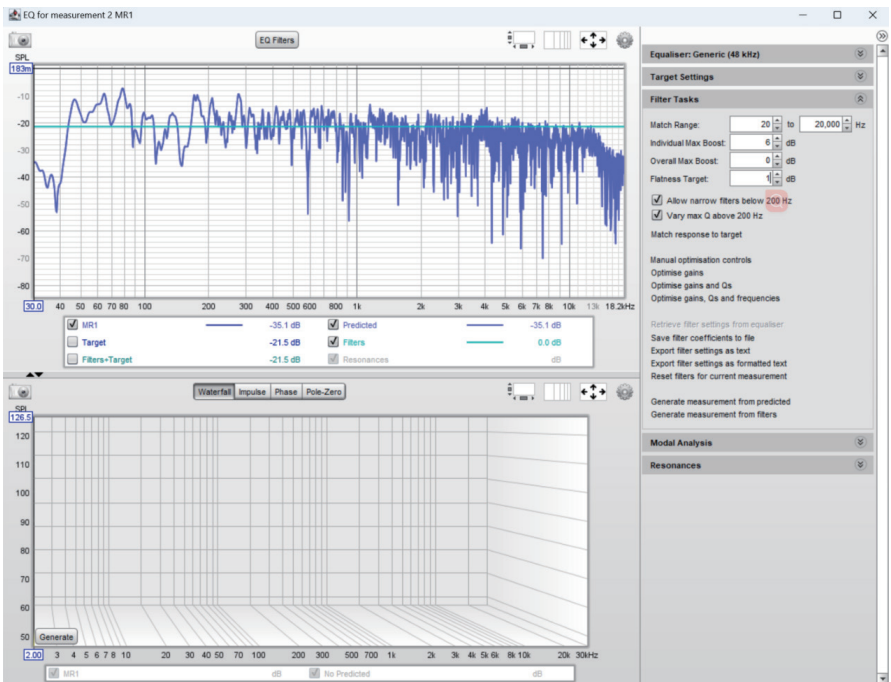 EQ for measurement 2 MR1
EQ Filters
SPL
183m
-10
-20
-30
-40
-50
-60
-70
-80
30.0 40 50 60 70 80 100 200 300 400 500 600 800 1k 2k 3k 4k 5k 6k 7k 8k 10k 13k 18.2kHz
MR1 -35.1 dB Predicted -35.1 dB
Target -21.5 dB Filters 0.0 dB
Filters+Target -21.5 dB Resonances dB
Waterfall Impulse Phase Pole-Zero
SPL
126.5
120
110
100
90
80
70
60
50 Generate
2.00 3 4 5 6 7 8 10 20 30 40 50 70 100 200 300 500 700 1k 2k 3k 4k 5k 6k 8k 10k 20k 30kHz
MR1 dB No Predicted dB
Equaliser: Generic (48 kHz)
Target Settings
Filter Tasks
Match Range: 20 to 20,000 Hz
Individual Max Boost: 6 dB
Overall Max Boost: 0 dB
Flatness Target: 1 dB
Allow narrow filters below 200 Hz
Vary max Q above 200 Hz
Match response to target
Manual optimisation controls
Optimise gains
Optimise gains and Qs
Optimise gains, Qs and frequencies
Retrieve filter settings from equaliser
Save filter coefficients to file
Export filter settings as text
Export filter settings as formatted text
Reset filters for current measurement
Generate measurement from predicted
Generate measurement from filters
Modal Analysis
Resonances